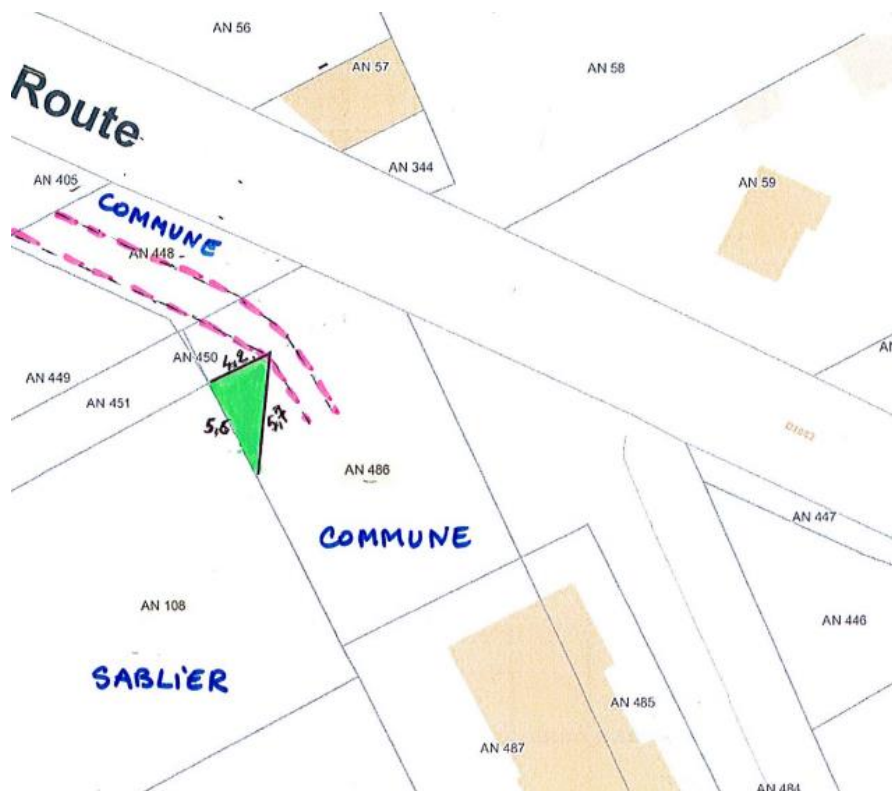 AN 56
AN 57
AN 58
Route
AN 344
AN 405
AN 59
COMMUNE
AN 448
AN 450
4,2
AN 449
AN 451
5,7
D1082
AN 486
COMMUNE
AN 447
AN 108
AN 446
SABLIER
AN 485
AN 487
AN 484